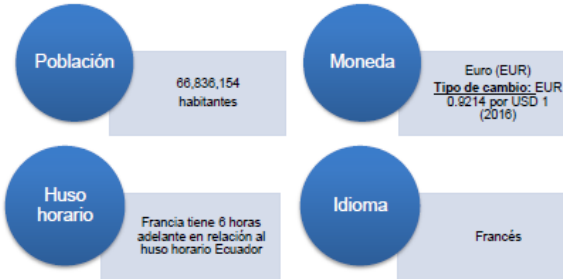 Población
66,836,154
habitantes
Moneda
Euro (EUR)
Tipo de cambio: EUR
0.9214 por USD 1
(2016)
Huso
horario
Francia tiene 6 horas
adelante en relación al
huso horario Ecuador
Idioma
Francés